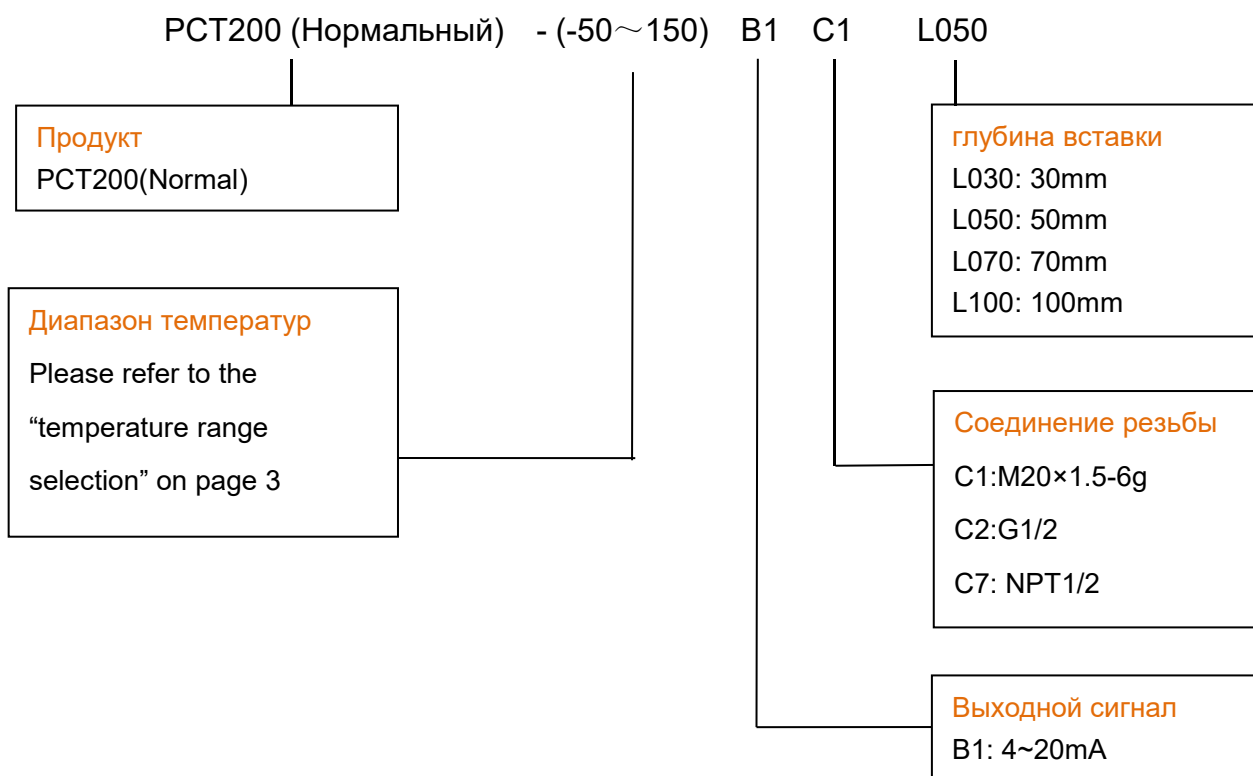 PCT200 (Нормальный) - (-50～150) B1 C1 L050
Продукт
PCT200(Normal)
Диапазон температур
Please refer to the
“temperature range
selection” on page 3
глубина вставки
L030: 30mm
L050: 50mm
L070: 70mm
L100: 100mm
Соединение резьбы
C1:M20×1.5-6g
C2:G1/2
C7: NPT1/2
Выходной сигнал
B1: 4~20mA